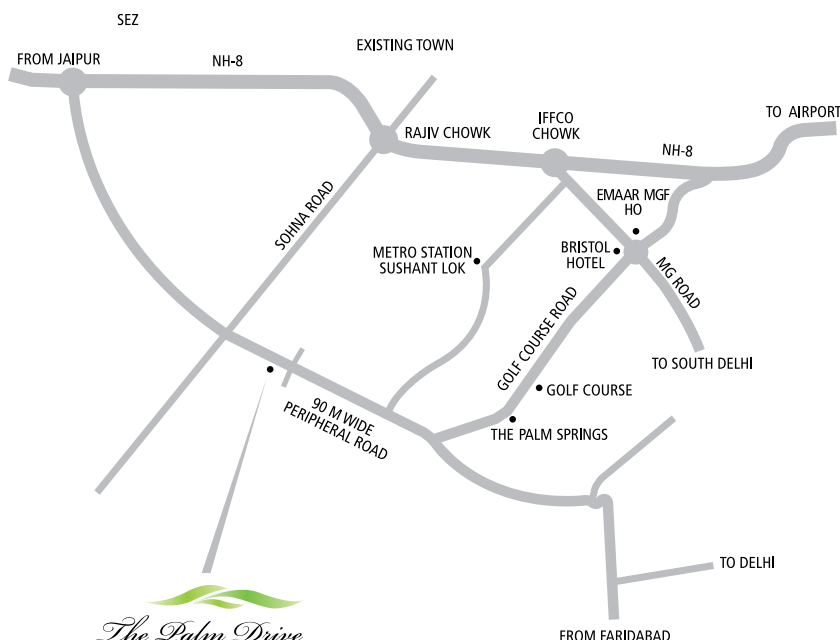 SEZ
EXISTING TOWN
FROM JAIPUR
NH-8
IFFCO
CHOWK
TO AIRPORT
RAJIV CHOWK
NH-8
EMAAR MGF
HO
SOHNA ROAD
METRO STATION
SUSHANT LOK
BRISTOL
HOTEL
MG ROAD
GOLF COURSE ROAD
TO SOUTH DELHI
GOLF COURSE
90 M WIDE
PERIPHERAL ROAD
THE PALM SPRINGS
TO DELHI
The Palm Drive
FROM FARIDABAD